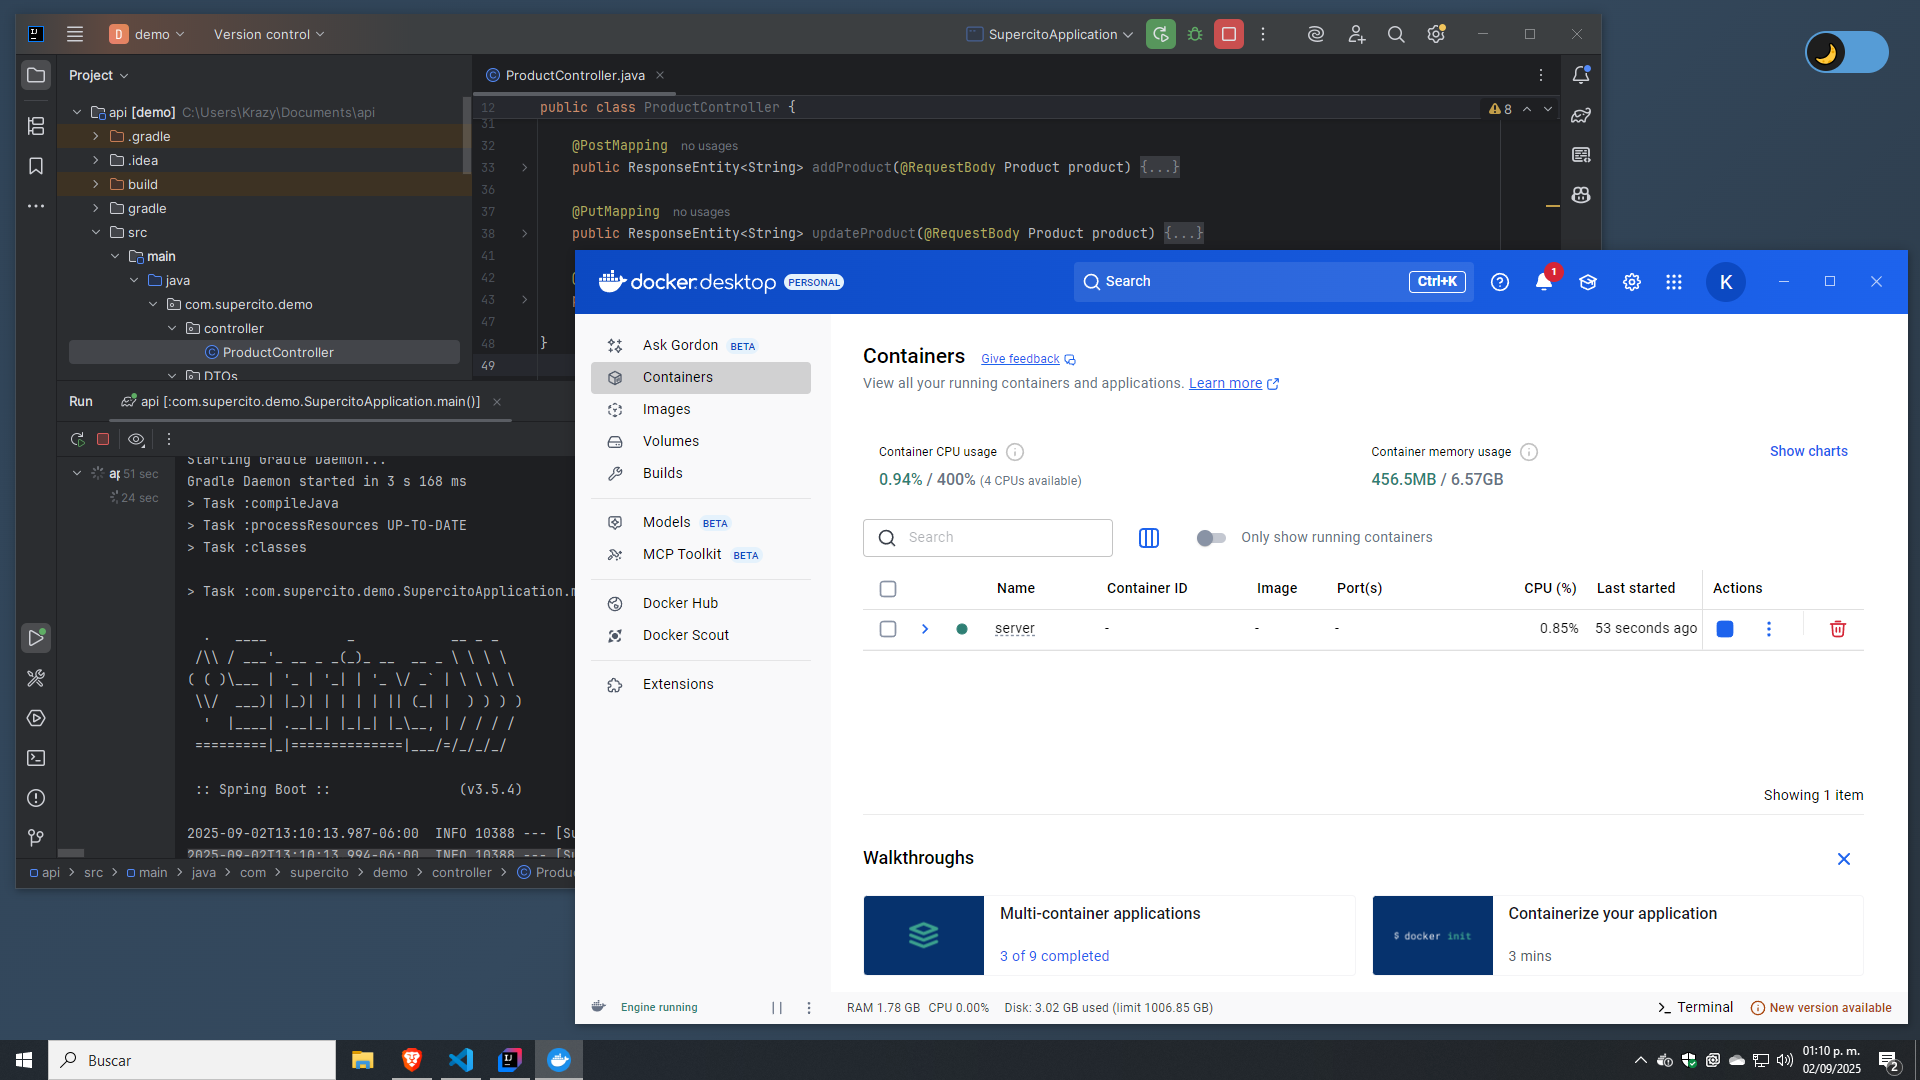 D demo Version control SupercitoApplication
Project
ProductController.java
api [demo] C:\Users\Krazy\Documents\api
.gradle
.idea
build
gradle
src
main
java
com.supercito.demo
controller
ProductController
DTOs
12 public class ProductController {
8
31
32 @PostMapping no usages
33 public ResponseEntity<String> addProduct(@RequestBody Product product) {...}
36
37 @PutMapping no usages
38 public ResponseEntity<String> updateProduct(@RequestBody Product product) {...}
41
42
43
47
48 }
49
Run api [:com.supercito.demo.SupercitoApplication.main()]
51 sec
24 sec
Starting Gradle Daemon...
Gradle Daemon started in 3 s 168 ms
> Task :compileJava
> Task :processResources UP-TO-DATE
> Task :classes
> Task :com.supercito.demo.SupercitoApplication.m
  .   ____          _            __ _ _
 /\\ / ___'_ __ _ _(_)_ __  __ _ \ \ \ \
( ( )\___ | '_ | '_| | '_ \/ _` | \ \ \ \
 \\/  ___)| |_)| | | | | || (_| |  ) ) ) )
  '  |____| .__|_| |_|_| |_\__, | / / / /
 =========|_|==============|___/=/_/_/_/
 :: Spring Boot ::                (v3.5.4)
2025-09-02T13:10:13.987-06:00 INFO 10388 --- [Su
2025-09-02T13:10:13.994-06:00 INFO 10388 --- [Su
api > src > main > java > com > supercito > demo > controller > Produ
docker.desktop PERSONAL
Search Ctrl+K
1
K
Ask Gordon BETA
Containers
Images
Volumes
Builds
Models BETA
MCP Toolkit BETA
Docker Hub
Docker Scout
Extensions
Containers Give feedback
View all your running containers and applications. Learn more
Container CPU usage
0.94% / 400% (4 CPUs available)
Container memory usage
456.5MB / 6.57GB
Show charts
Search
Only show running containers
Name Container ID Image Port(s) CPU (%) Last started Actions
server - - - 0.85% 53 seconds ago
Showing 1 item
Walkthroughs
Multi-container applications
3 of 9 completed
$ docker init
Containerize your application
3 mins
Engine running
RAM 1.78 GB CPU 0.00% Disk: 3.02 GB used (limit 1006.85 GB)
Terminal
New version available
Buscar
01:10 p. m.
02/09/2025
2